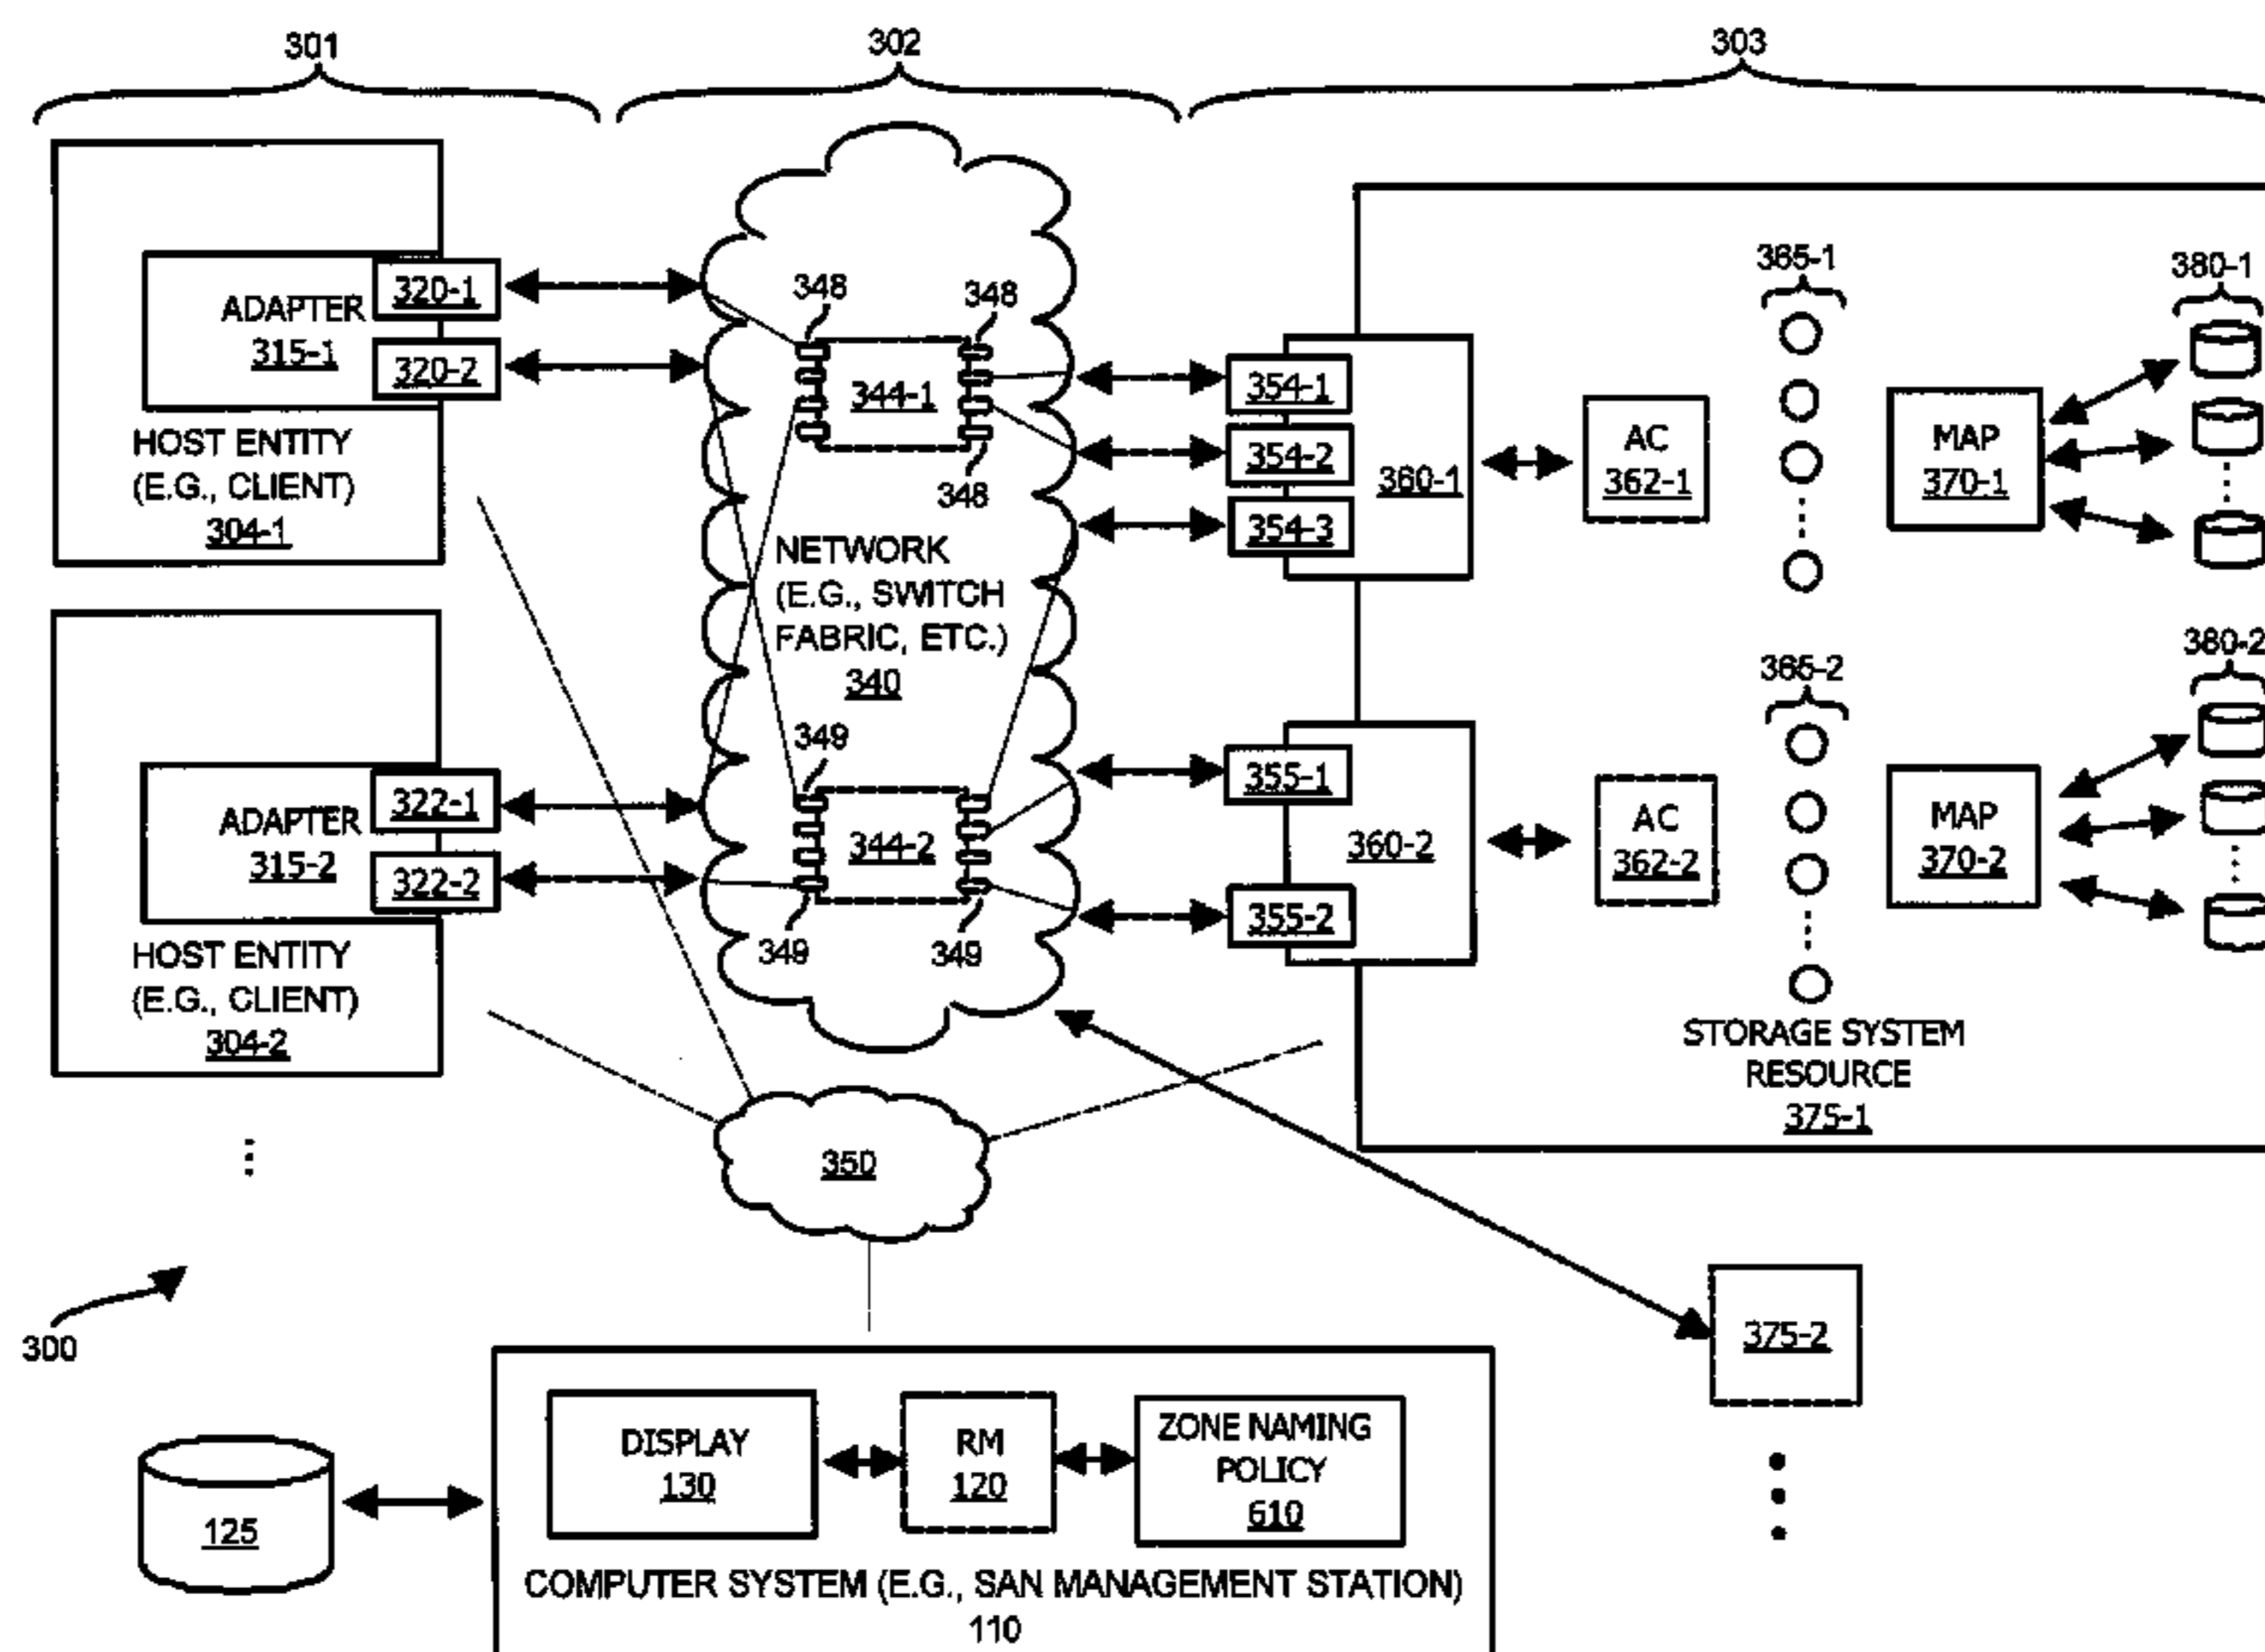 301
302
303
ADAPTER
315-1
320-1
320-2
HOST ENTITY
(E.G., CLIENT)
304-1
348
348
344-1
348
NETWORK
(E.G., SWITCH
FABRIC, ETC.)
340
354-1
354-2
354-3
360-1
AC
362-1
365-1
MAP
370-1
380-1
ADAPTER
315-2
322-1
322-2
HOST ENTITY
(E.G., CLIENT)
304-2
349
344-2
349
349
355-1
355-2
360-2
AC
362-2
365-2
MAP
370-2
380-2
STORAGE SYSTEM
RESOURCE
375-1
350
300
375-2
125
DISPLAY
130
RM
120
ZONE NAMING
POLICY
610
COMPUTER SYSTEM (E.G., SAN MANAGEMENT STATION)
110